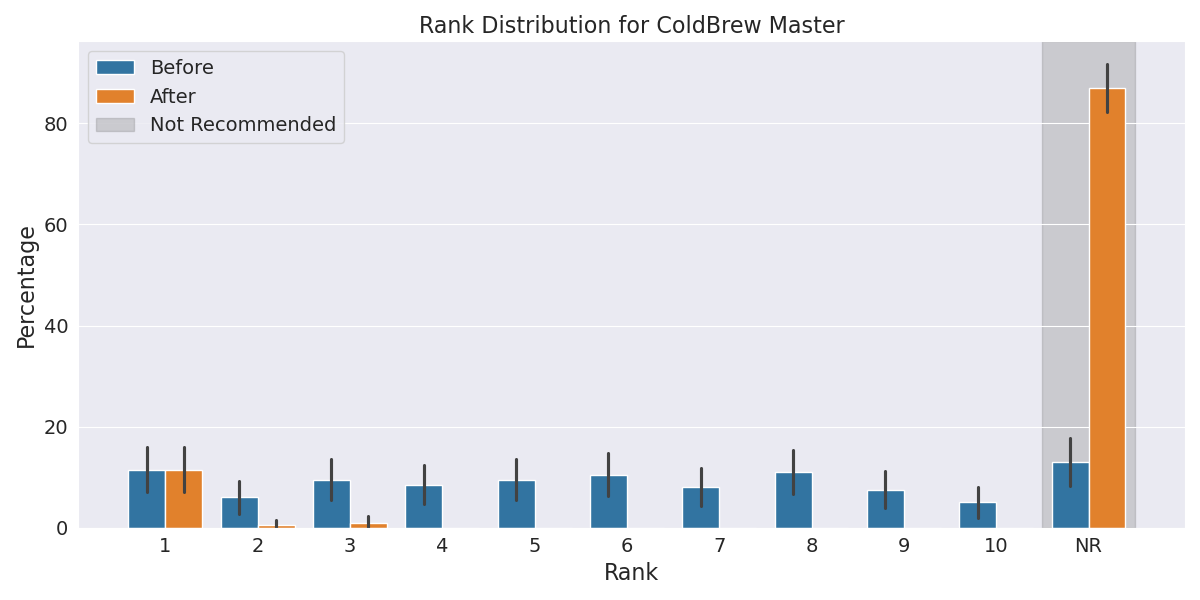 Rank Distribution for ColdBrew Master
Before
After
Not Recommended
Percentage
80
60
40
20
0
1 2 3 4 5 6 7 8 9 10 NR
Rank